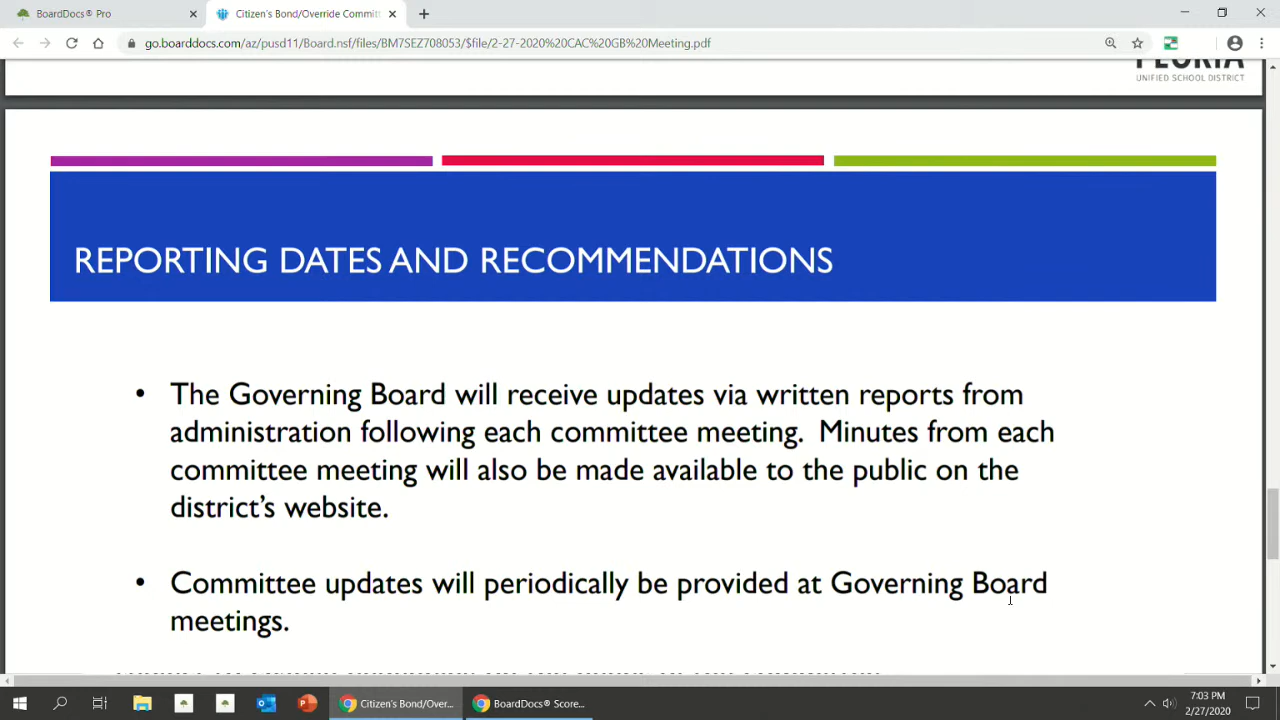 BoardDocs® Pro
Citizen's Bond/Override Committ
go.boarddocs.com/az/pusd11/Board.nsf/files/BM7SEZ708053/$file/2-27-2020%20CAC%20GB%20Meeting.pdf
PEORIA
UNIFIED SCHOOL DISTRICT
REPORTING DATES AND RECOMMENDATIONS
• The Governing Board will receive updates via written reports from
administration following each committee meeting. Minutes from each
committee meeting will also be made available to the public on the
district's website.
• Committee updates will periodically be provided at Governing Board
meetings.
Citizen's Bond/Over...
BoardDocs® Score...
7:03 PM
2/27/2020